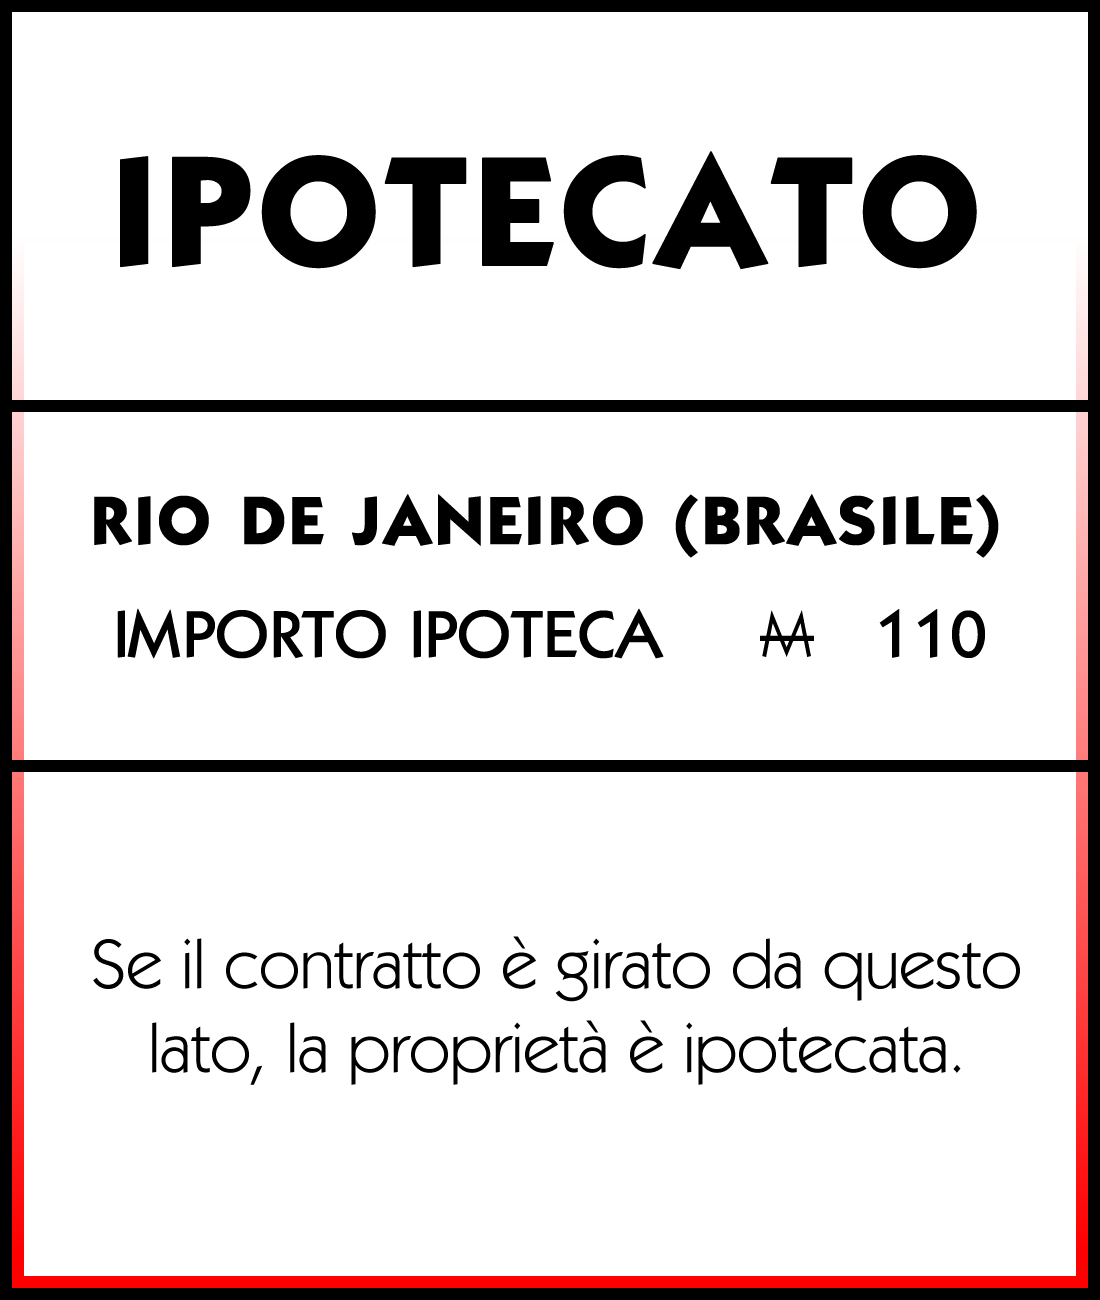 IPOTECATO
RIO DE JANEIRO (BRASILE)
IMPORTO IPOTECA M 110
Se il contratto è girato da questo
lato, la proprietà è ipotecata.